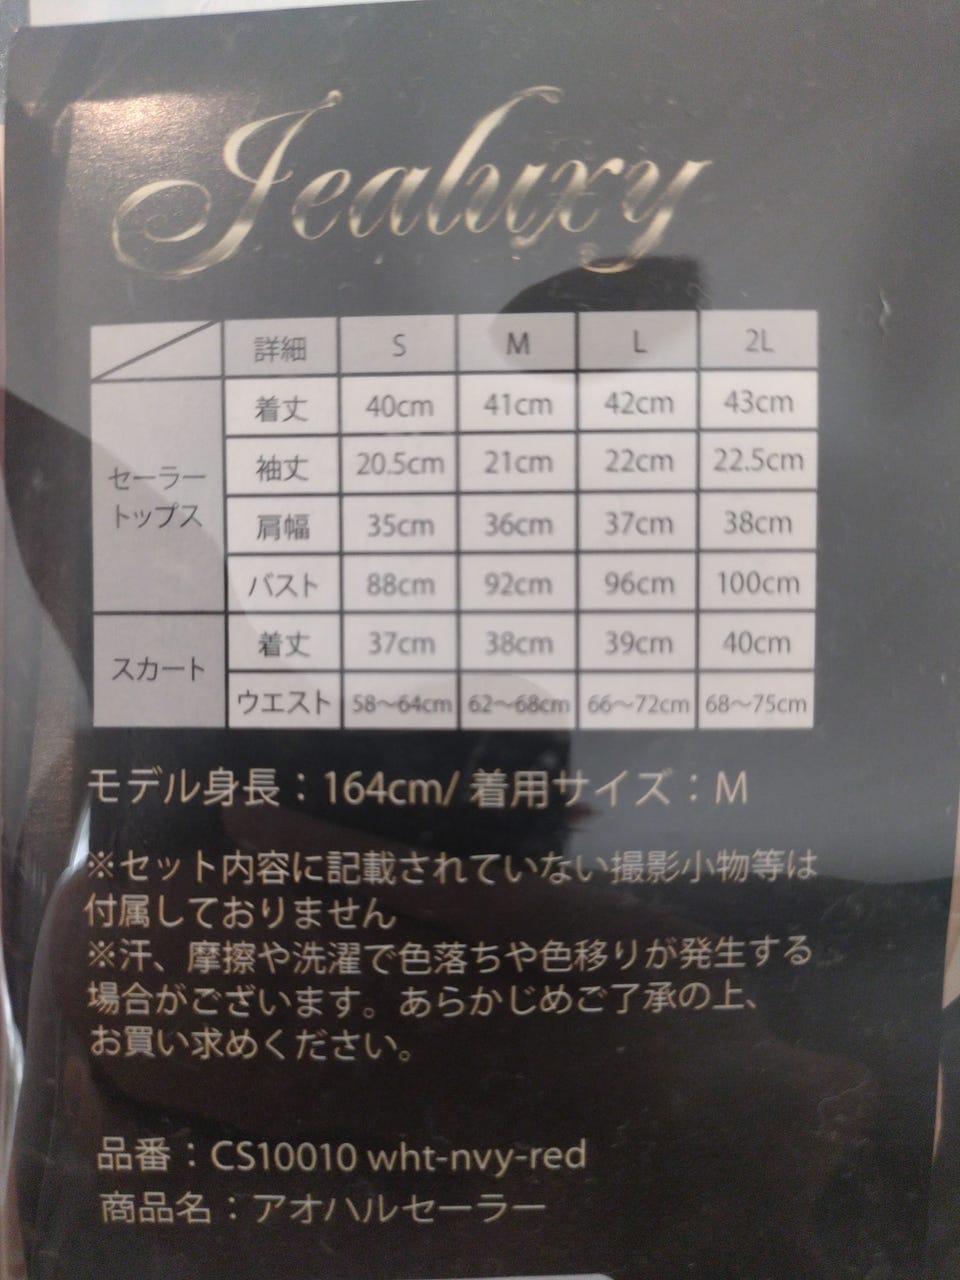 Jealuxy
詳細 S M L 2L
セーラートップス 着丈 40cm 41cm 42cm 43cm
袖丈 20.5cm 21cm 22cm 22.5cm
肩幅 35cm 36cm 37cm 38cm
バスト 88cm 92cm 96cm 100cm
スカート 着丈 37cm 38cm 39cm 40cm
ウエスト 58～64cm 62～68cm 66～72cm 68～75cm
モデル身長：164cm/ 着用サイズ：M
※セット内容に記載されていない撮影小物等は
付属しておりません
※汗、摩擦や洗濯で色落ちや色移りが発生する
場合がございます。あらかじめご了承の上、
お買い求めください。
品番：CS10010 wht-nvy-red
商品名：アオハルセーラー